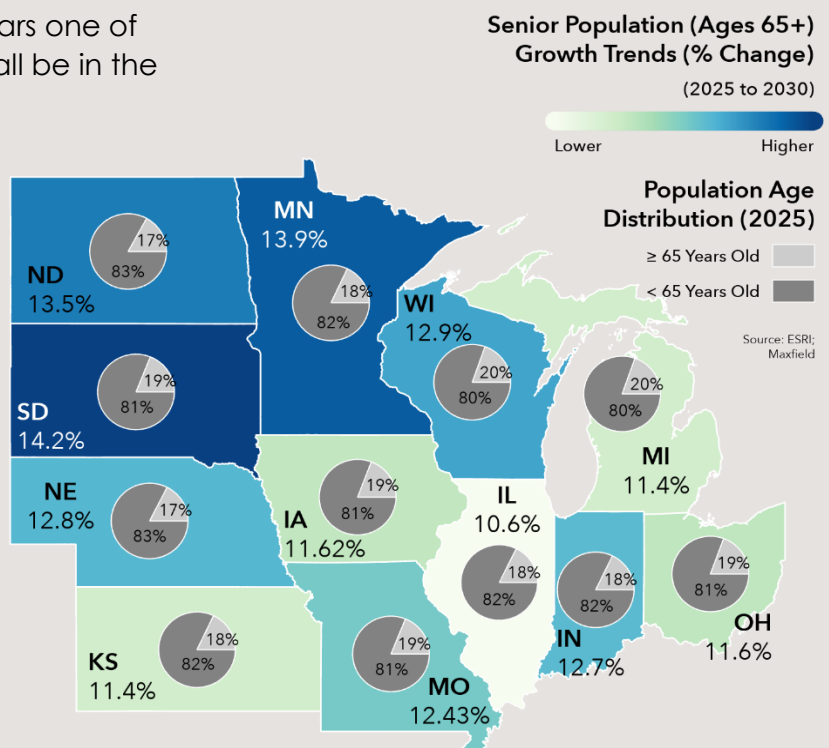 ars one of
all be in the
Senior Population (Ages 65+)
Growth Trends (% Change)
(2025 to 2030)
Lower Higher
Population Age
Distribution (2025)
≥ 65 Years Old
< 65 Years Old
Source: ESRI;
Maxfield
ND
13.5%
17%
83%
MN
13.9%
18%
82%
WI
12.9%
20%
80%
SD
14.2%
19%
81%
MI
11.4%
20%
80%
NE
12.8%
17%
83%
IA
11.62%
19%
81%
IL
10.6%
18%
82%
IN
12.7%
18%
82%
OH
11.6%
19%
81%
KS
11.4%
18%
82%
MO
12.43%
19%
81%